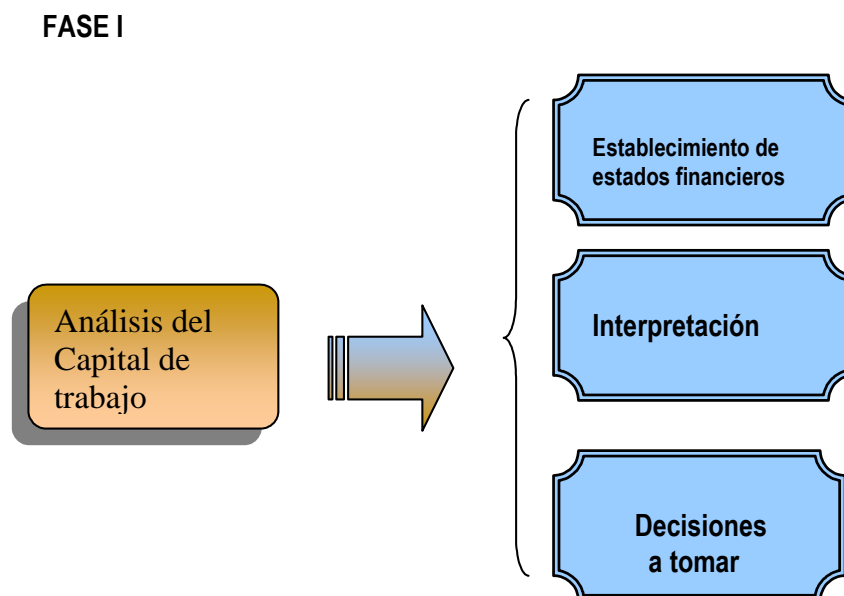 FASE I
Establecimiento de
estados financieros
Análisis del
Capital de
trabajo
Interpretación
Decisiones
a tomar